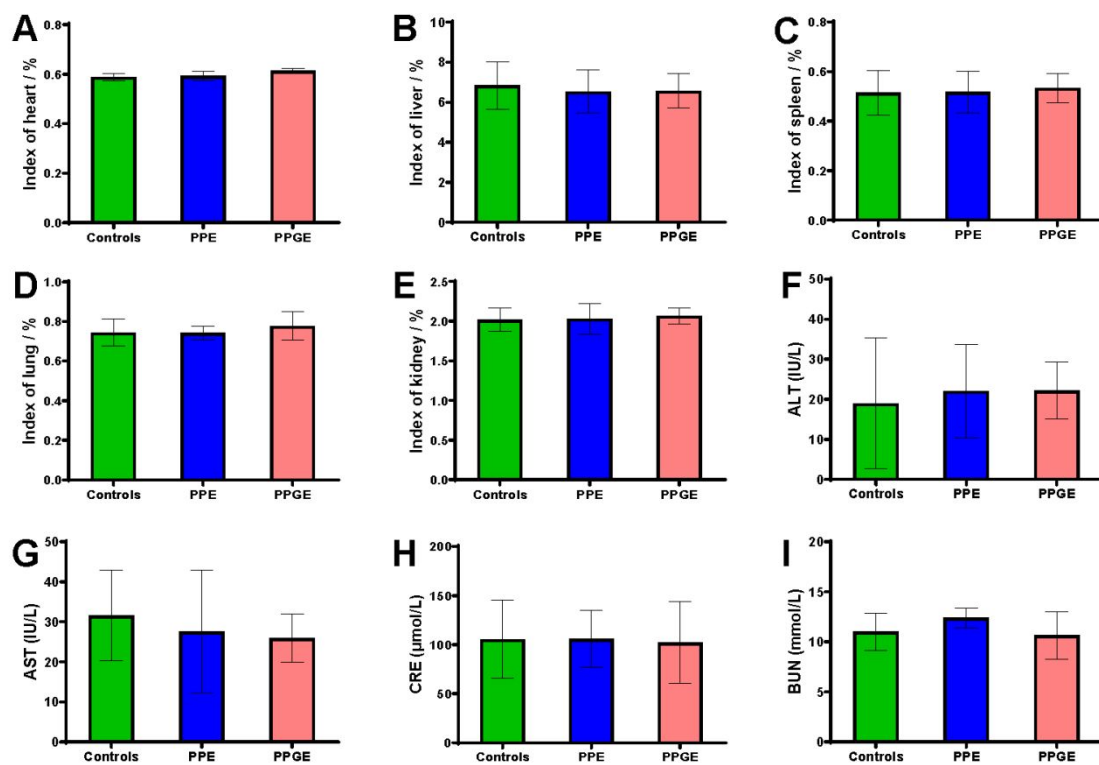 A
Index of heart / %
0.8
0.6
0.4
0.2
0.0
Controls PPE PPGE
B
Index of liver / %
10
8
6
4
2
0
Controls PPE PPGE
C
Index of spleen / %
0.8
0.6
0.4
0.2
0.0
Controls PPE PPGE
D
Index of lung / %
1.0
0.8
0.6
0.4
0.2
0.0
Controls PPE PPGE
E
Index of kidney / %
2.5
2.0
1.5
1.0
0.5
0.0
Controls PPE PPGE
F
ALT (IU/L)
50
40
30
20
10
0
Controls PPE PPGE
G
AST (IU/L)
50
40
30
20
10
0
Controls PPE PPGE
H
CRE (μmol/L)
200
150
100
50
0
Controls PPE PPGE
I
BUN (mmol/L)
20
15
10
5
0
Controls PPE PPGE